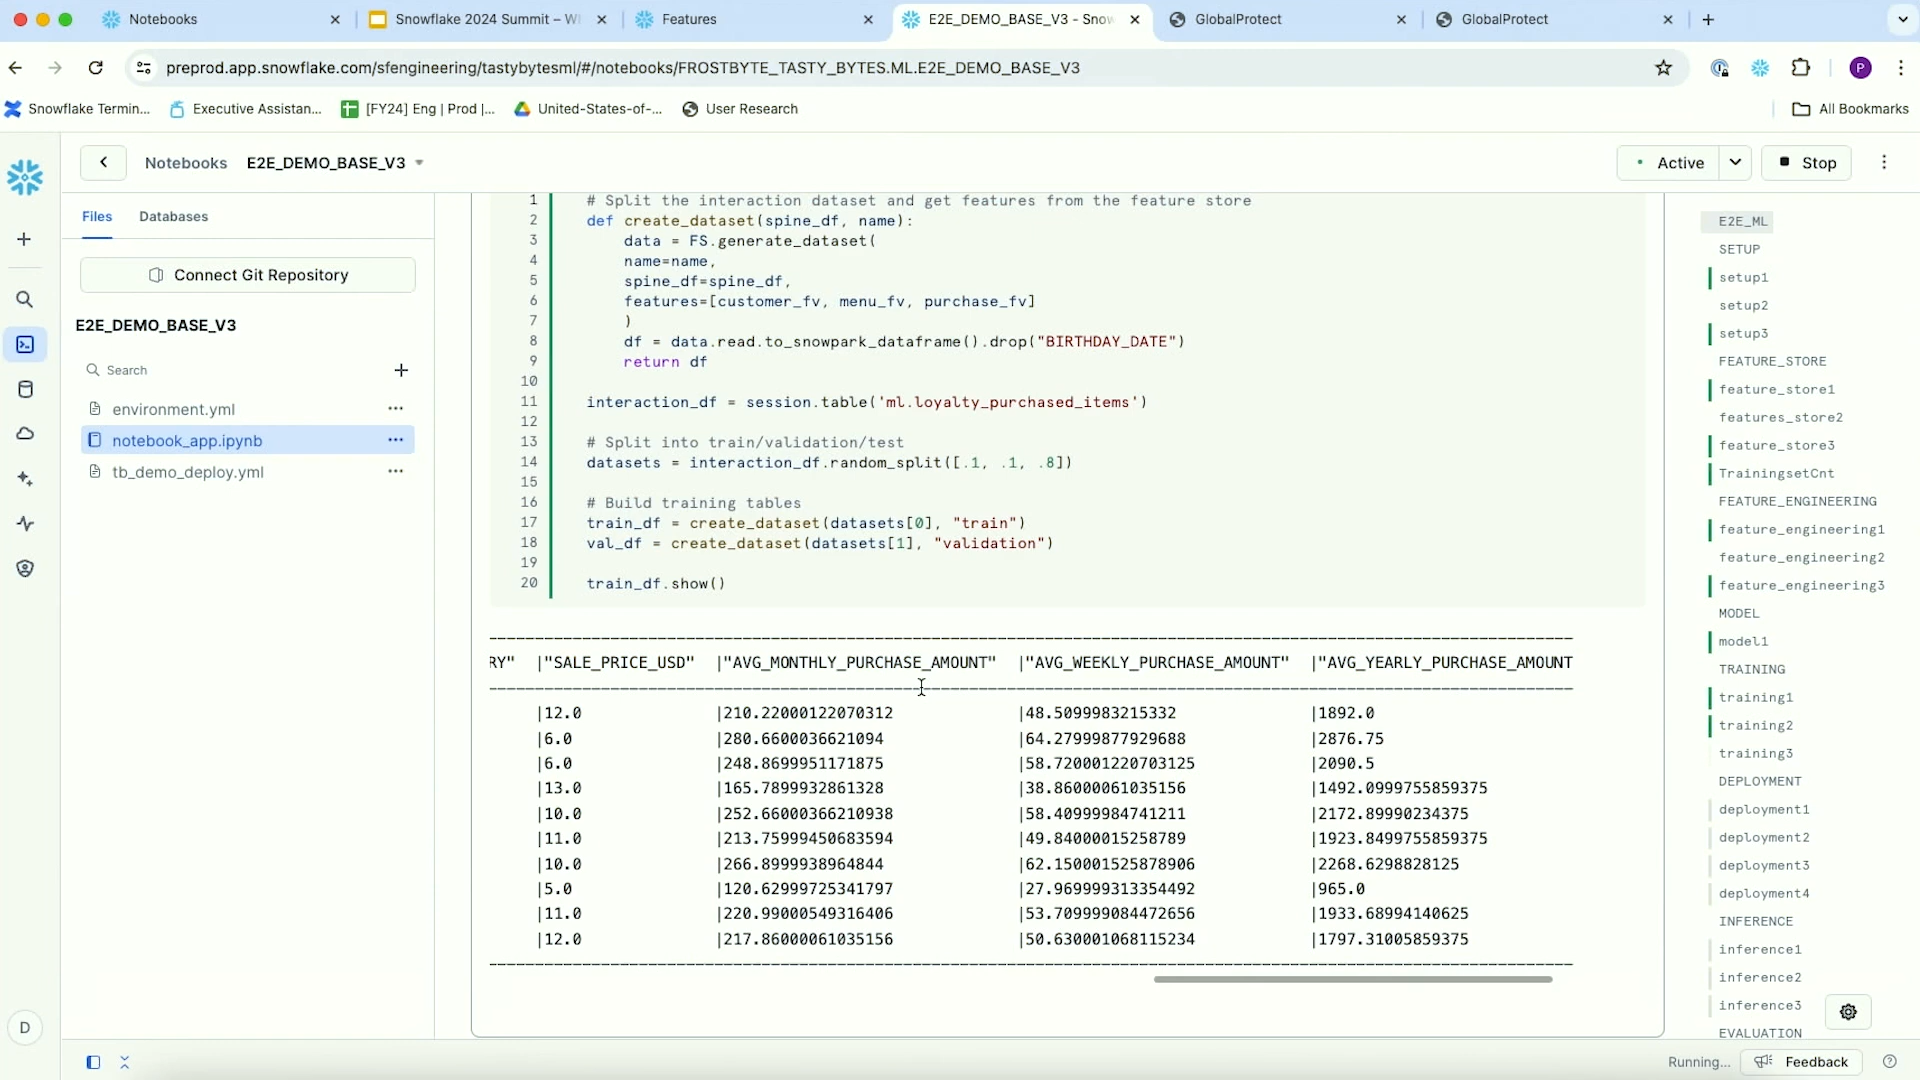 Notebooks
Snowflake 2024 Summit – W
Features
E2E_DEMO_BASE_V3 - Snow
GlobalProtect
GlobalProtect
preprod.app.snowflake.com/sfengineering/tastybytesml/#/notebooks/FROSTBYTE_TASTY_BYTES.ML.E2E_DEMO_BASE_V3
P
Snowflake Termin...
Executive Assistan...
[FY24] Eng | Prod |...
United-States-of-...
User Research
All Bookmarks
Notebooks
E2E_DEMO_BASE_V3
Active
Stop
Files
Databases
Connect Git Repository
E2E_DEMO_BASE_V3
Search
environment.yml
notebook_app.ipynb
tb_demo_deploy.yml
D
1 # Split the interaction dataset and get features from the feature store
2 def create_dataset(spine_df, name):
3 data = FS.generate_dataset(
4 name=name,
5 spine_df=spine_df,
6 features=[customer_fv, menu_fv, purchase_fv]
7 )
8 df = data.read.to_snowpark_dataframe().drop("BIRTHDAY_DATE")
9 return df
10
11 interaction_df = session.table('ml.loyalty_purchased_items')
12
13 # Split into train/validation/test
14 datasets = interaction_df.random_split([.1, .1, .8])
15
16 # Build training tables
17 train_df = create_dataset(datasets[0], "train")
18 val_df = create_dataset(datasets[1], "validation")
19
20 train_df.show()
RY" |"SALE_PRICE_USD" |"AVG_MONTHLY_PURCHASE_AMOUNT" |"AVG_WEEKLY_PURCHASE_AMOUNT" |"AVG_YEARLY_PURCHASE_AMOUNT
|12.0 |210.22000122070312 |48.5099983215332 |1892.0
|6.0 |280.6600036621094 |64.27999877929688 |2876.75
|6.0 |248.8699951171875 |58.720001220703125 |2090.5
|13.0 |165.7899932861328 |38.86000061035156 |1492.0999755859375
|10.0 |252.66000366210938 |58.40999984741211 |2172.89990234375
|11.0 |213.75999450683594 |49.84000015258789 |1923.8499755859375
|10.0 |266.8999938964844 |62.150001525878906 |2268.6298828125
|5.0 |120.62999725341797 |27.969999313354492 |965.0
|11.0 |220.99000549316406 |53.709999084472656 |1933.68994140625
|12.0 |217.86000061035156 |50.630001068115234 |1797.31005859375
E2E_ML
SETUP
setup1
setup2
setup3
FEATURE_STORE
feature_store1
features_store2
feature_store3
TrainingsetCnt
FEATURE_ENGINEERING
feature_engineering1
feature_engineering2
feature_engineering3
MODEL
model1
TRAINING
training1
training2
training3
DEPLOYMENT
deployment1
deployment2
deployment3
deployment4
INFERENCE
inference1
inference2
inference3
EVALUATION
Running...
Feedback